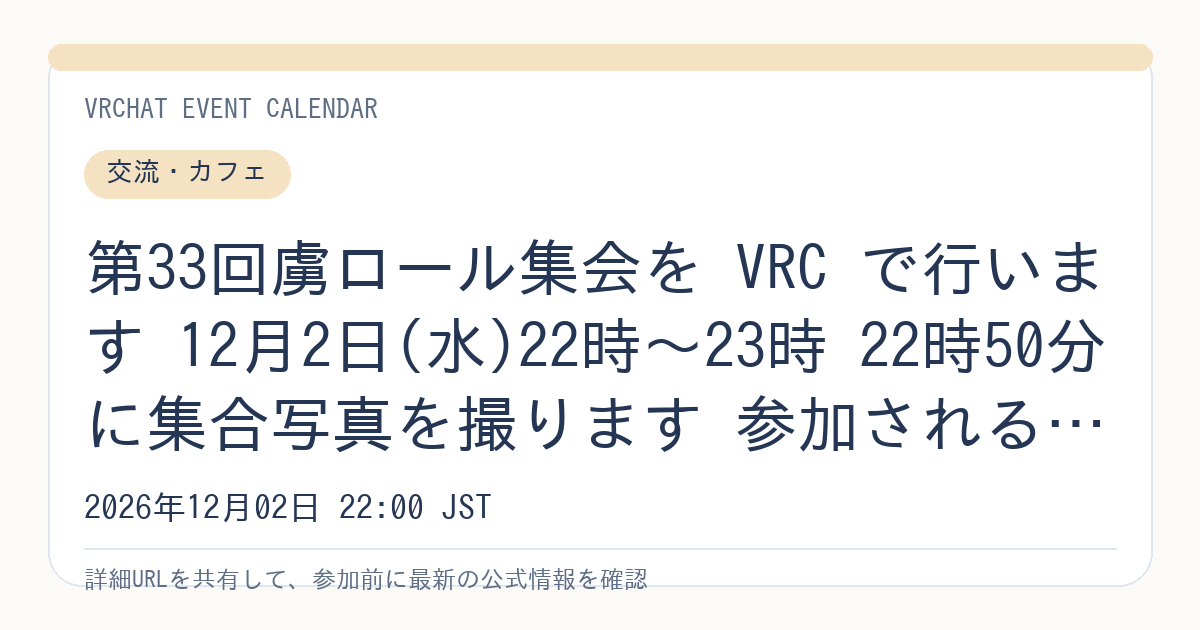 VRCHAT EVENT CALENDAR
交流・カフェ
第33回虜ロール集会を VRC で行いま
す 12月2日(水)22時～23時 22時50分
に集合写真を撮ります 参加される…
2026年12月02日 22:00 JST
詳細URLを共有して、参加前に最新の公式情報を確認